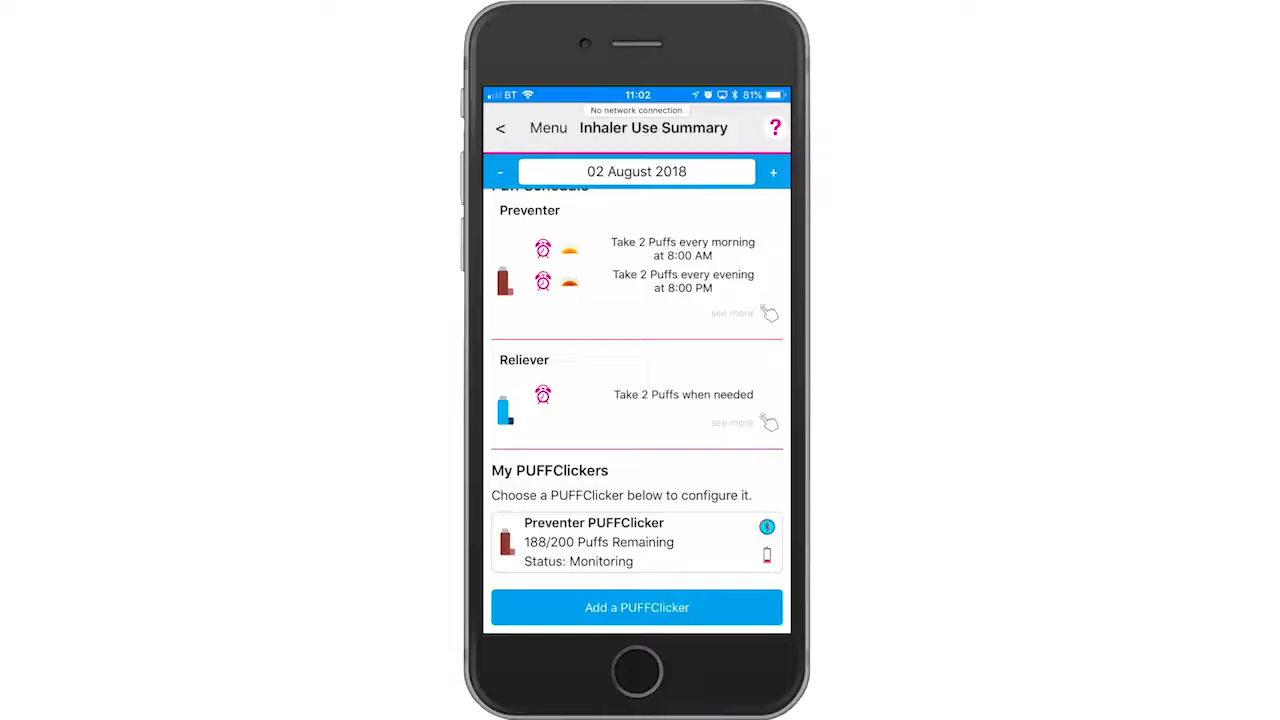 BT 11:02 81%
No network connection
< Menu Inhaler Use Summary ?
- 02 August 2018 +
Puff Schedule
Preventer
Take 2 Puffs every morning
at 8:00 AM
Take 2 Puffs every evening
at 8:00 PM
see more
Reliever
Take 2 Puffs when needed
see more
My PUFFClickers
Choose a PUFFClicker below to configure it.
Preventer PUFFClicker
188/200 Puffs Remaining
Status: Monitoring
Add a PUFFClicker